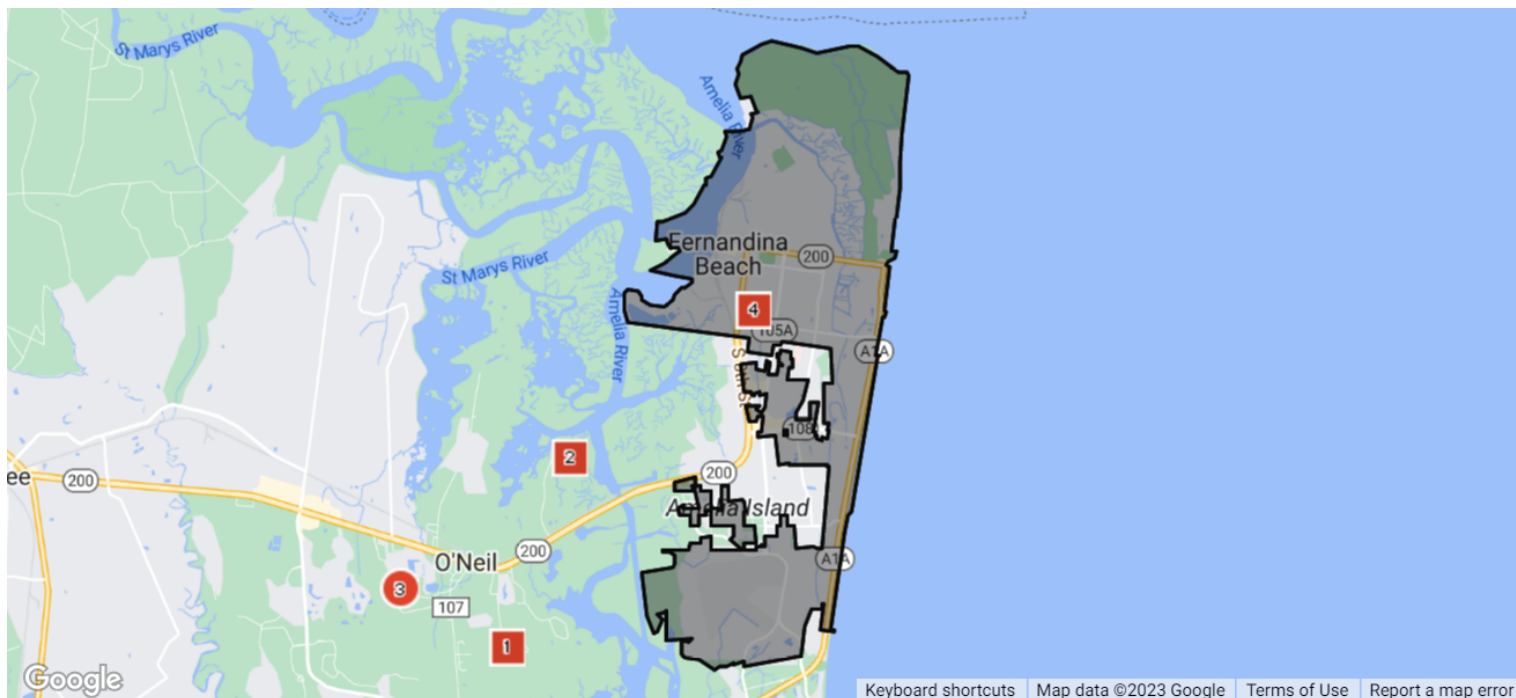 St Marys River
Amelia River
Fernandina
Beach
200
St Marys River
4
105A
Amelia River
A1A
S 8th St
108
2
200
ee
200
Amelia Island
200
O'Neil
A1A
3
107
1
Google
Keyboard shortcuts
Map data ©2023 Google
Terms of Use
Report a map error